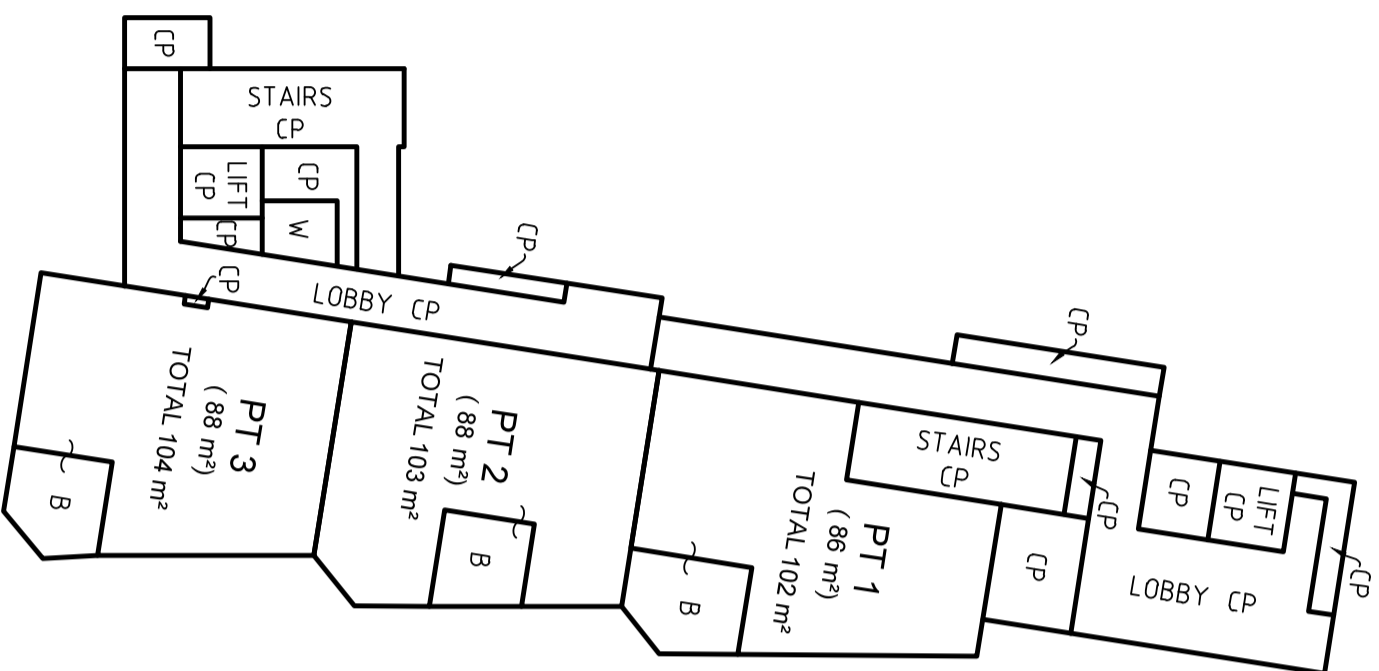 CP
STAIRS
CP
LIFT
CP
CP
W
CP
CP
LOBBY CP
CP
CP
STAIRS
CP
CP
CP
CP
LIFT
CP
CP
LOBBY CP
PT 3
(88 m²)
TOTAL 104 m²
B
PT 2
(88 m²)
TOTAL 103 m²
B
PT 1
(86 m²)
TOTAL 102 m²
B